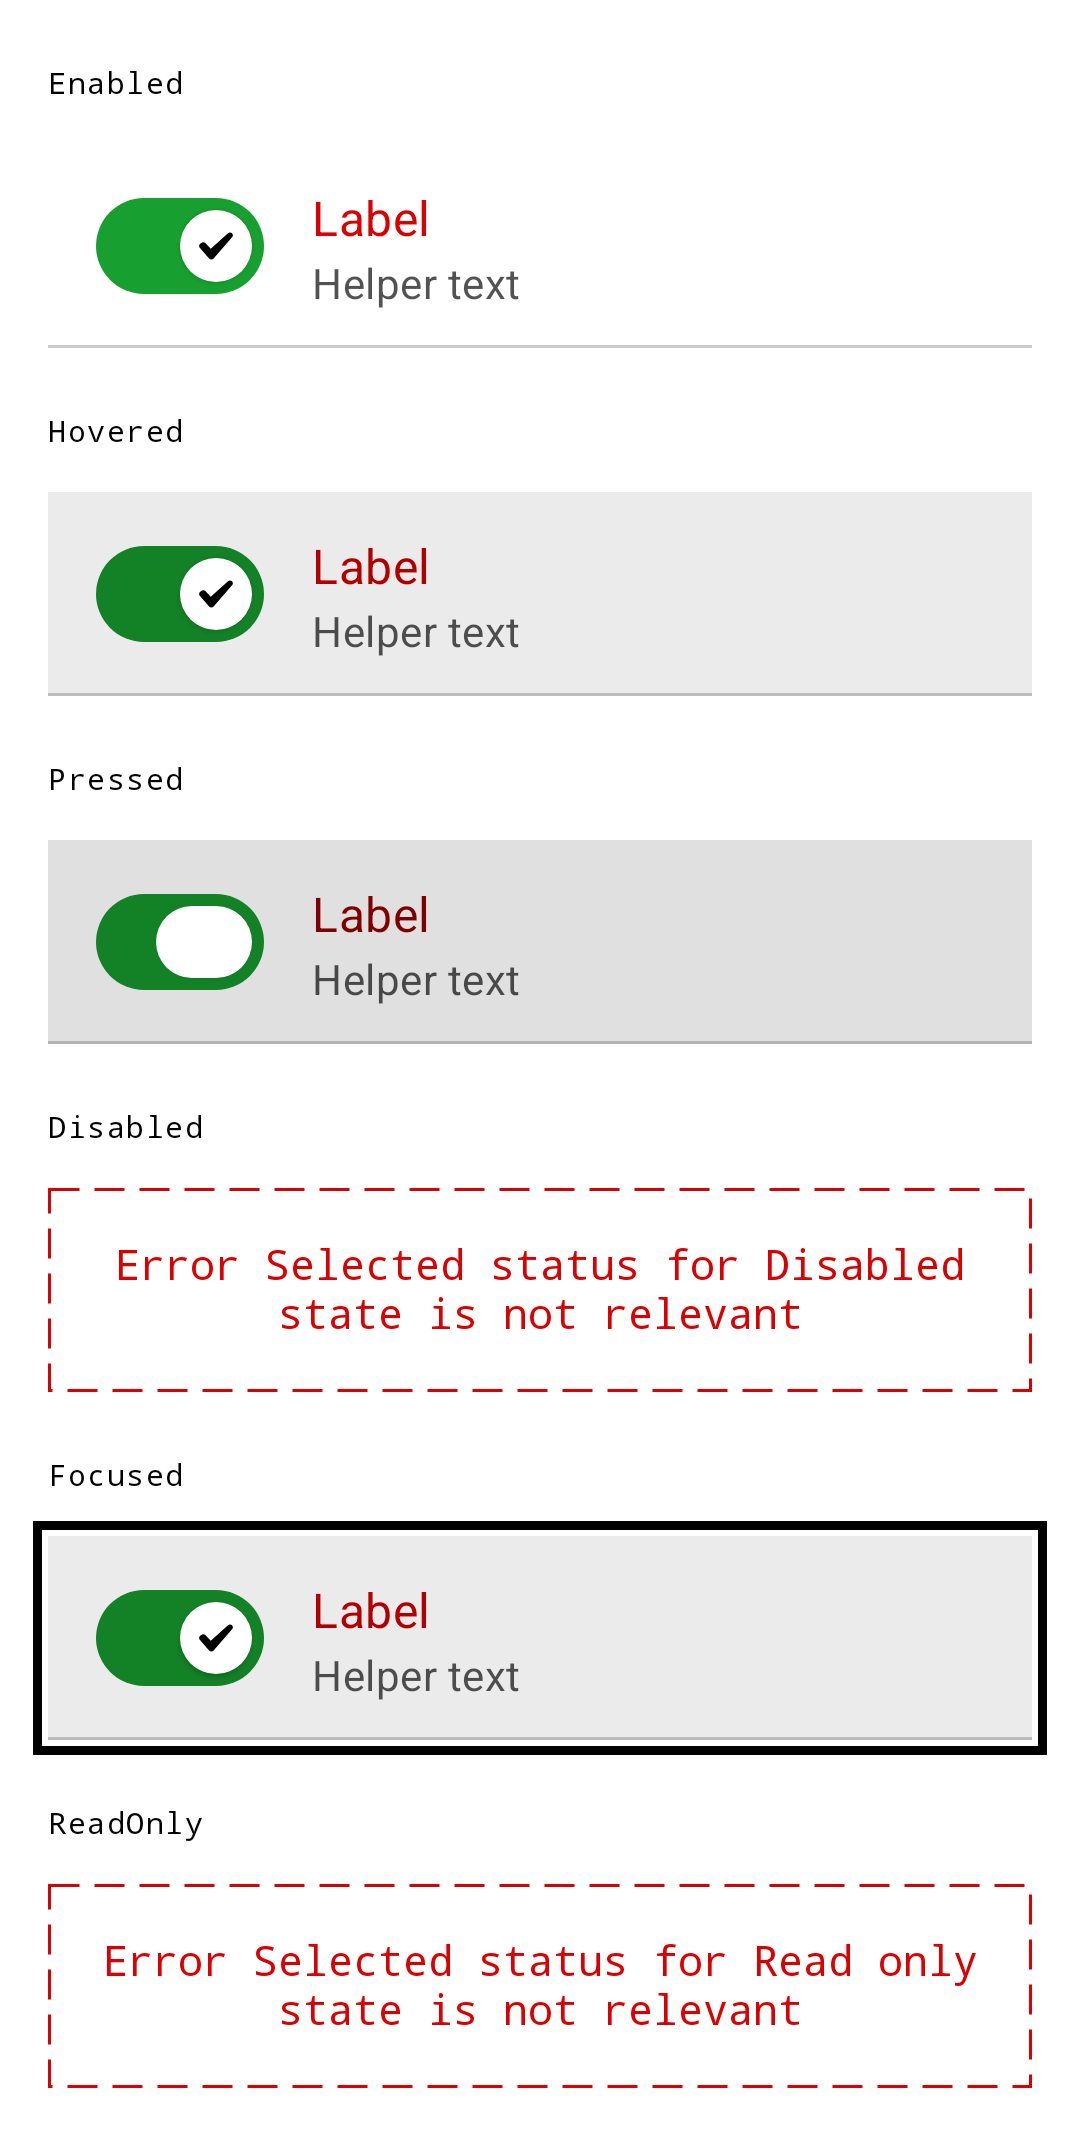 Enabled
Label
Helper text
Hovered
Label
Helper text
Pressed
Label
Helper text
Disabled
Error Selected status for Disabled
state is not relevant
Focused
Label
Helper text
ReadOnly
Error Selected status for Read only
state is not relevant